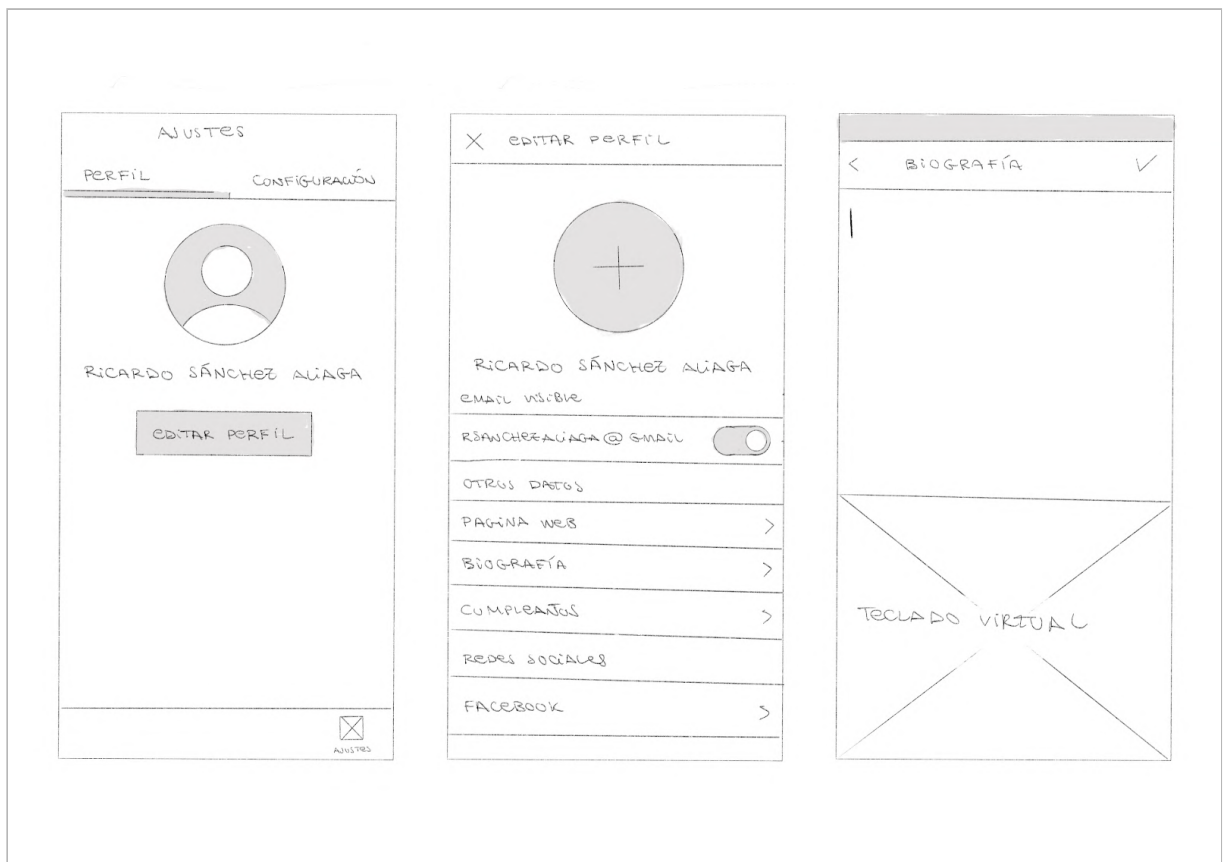 AJUSTES
PERFIL
CONFIGURACIÓN
RICARDO SÁNCHEZ ALIAGA
EDITAR PERFIL
AJUSTES
X EDITAR PERFIL
RICARDO SÁNCHEZ ALIAGA
EMAIL VISIBLE
RSANCHEZALIAGA@GMAIL
OTROS DATOS
PAGINA WEB >
BIOGRAFÍA >
CUMPLEAÑOS >
REDES SOCIALES
FACEBOOK >
< BIOGRAFÍA ✓
TECLADO VIRTUAL